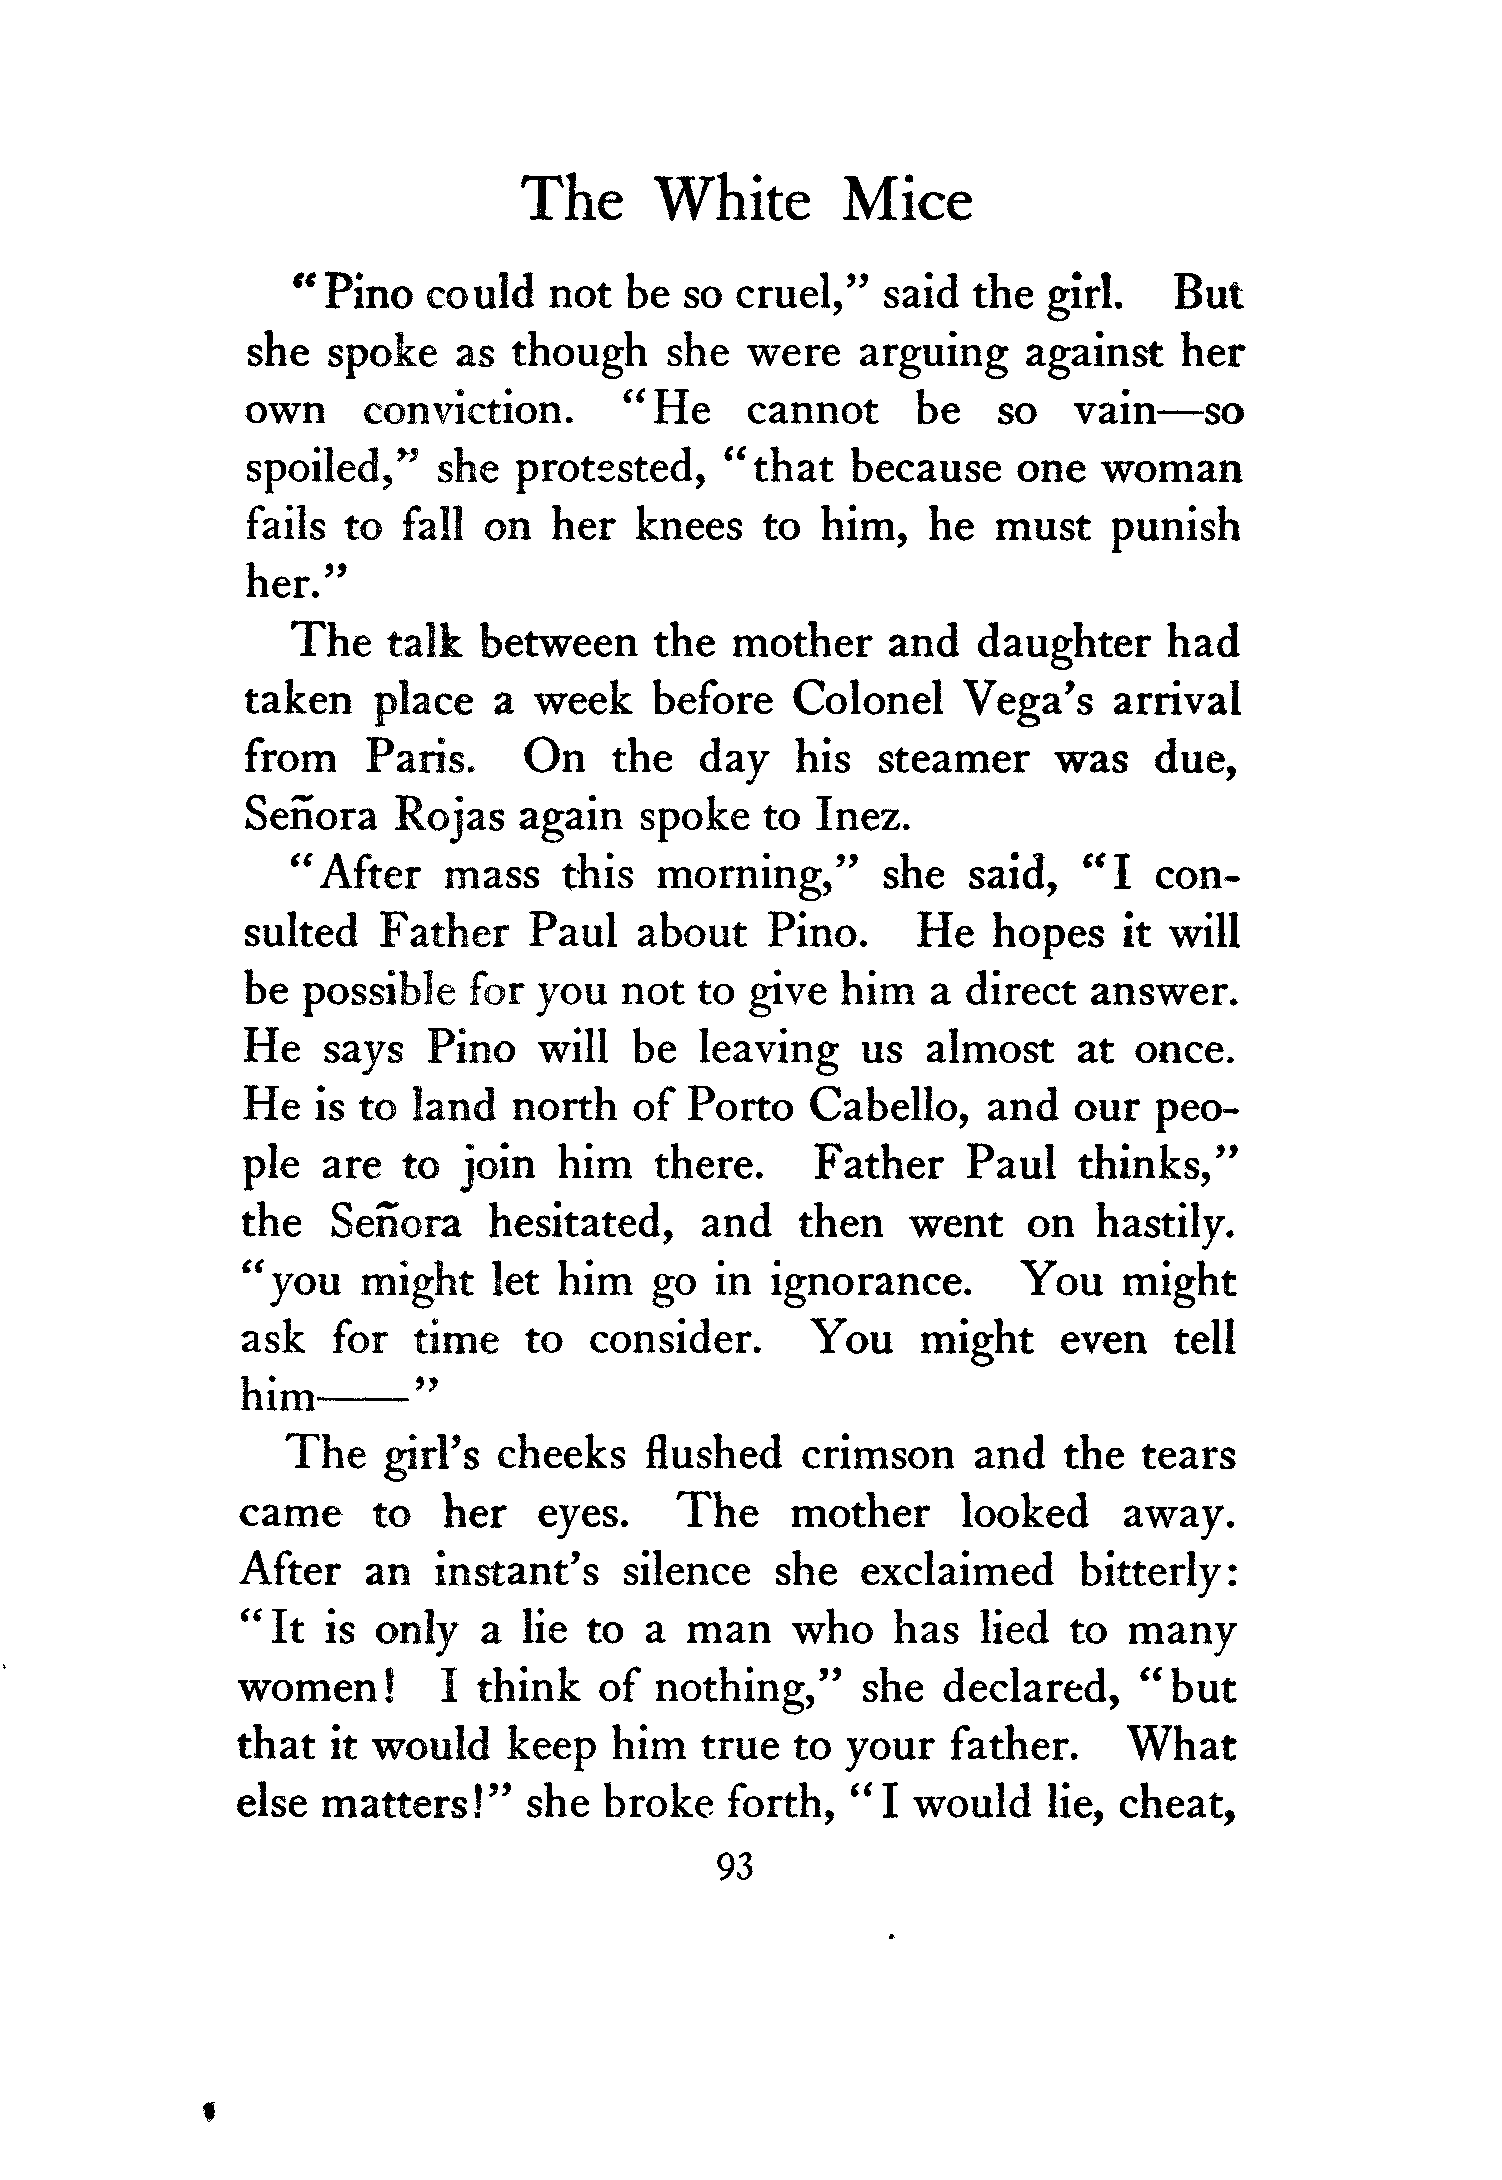 The White Mice
"Pino could not be so cruel," said the girl. But
she spoke as though she were arguing against her
own conviction. "He cannot be so vain—so
spoiled," she protested, "that because one woman
fails to fall on her knees to him, he must punish
her."
The talk between the mother and daughter had
taken place a week before Colonel Vega's arrival
from Paris. On the day his steamer was due,
Señora Rojas again spoke to Inez.
"After mass this morning," she said, "I con-
sulted Father Paul about Pino. He hopes it will
be possible for you not to give him a direct answer.
He says Pino will be leaving us almost at once.
He is to land north of Porto Cabello, and our peo-
ple are to join him there. Father Paul thinks,"
the Señora hesitated, and then went on hastily.
"you might let him go in ignorance. You might
ask for time to consider. You might even tell
him——"
The girl's cheeks flushed crimson and the tears
came to her eyes. The mother looked away.
After an instant's silence she exclaimed bitterly:
"It is only a lie to a man who has lied to many
women! I think of nothing," she declared, "but
that it would keep him true to your father. What
else matters!" she broke forth, "I would lie, cheat,
93